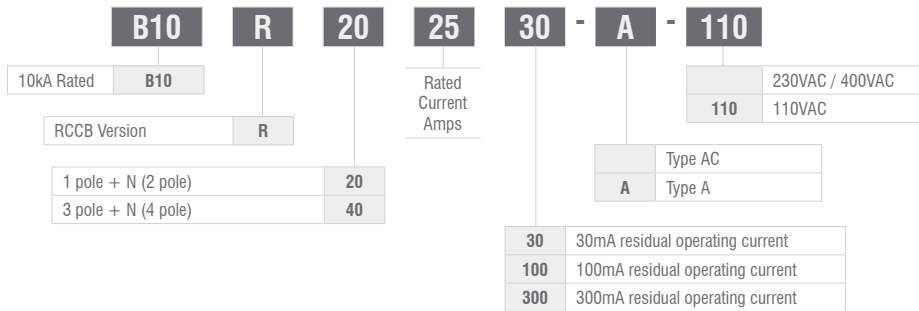 B10 R 20 25 30 - A - 110
10kA Rated B10
RCCB Version R
1 pole + N (2 pole) 20
3 pole + N (4 pole) 40
Rated
Current
Amps
30 30mA residual operating current
100 100mA residual operating current
300 300mA residual operating current
Type AC
A Type A
230VAC / 400VAC
110 110VAC